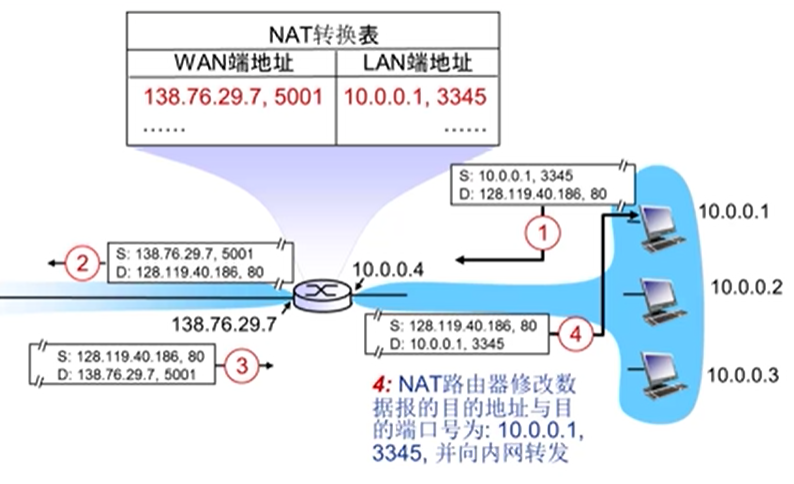 NAT转换表
WAN端地址 LAN端地址
138.76.29.7, 5001 10.0.0.1, 3345
...... ......
S: 10.0.0.1, 3345
D: 128.119.40.186, 80
1
10.0.0.1
S: 138.76.29.7, 5001
D: 128.119.40.186, 80
2
10.0.0.4
10.0.0.2
138.76.29.7
S: 128.119.40.186, 80
D: 10.0.0.1, 3345
4
S: 128.119.40.186, 80
D: 138.76.29.7, 5001
3
10.0.0.3
4: NAT路由器修改数
据报的目的地址与目
的端口号为: 10.0.0.1,
3345, 并向内网转发